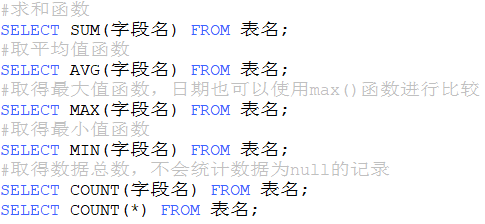 #求和函数
SELECT SUM(字段名) FROM 表名;
#取平均值函数
SELECT AVG(字段名) FROM 表名;
#取得最大值函数，日期也可以使用max()函数进行比较
SELECT MAX(字段名) FROM 表名;
#取得最小值函数
SELECT MIN(字段名) FROM 表名;
#取得数据总数，不会统计数据为null的记录
SELECT COUNT(字段名) FROM 表名;
SELECT COUNT(*) FROM 表名;